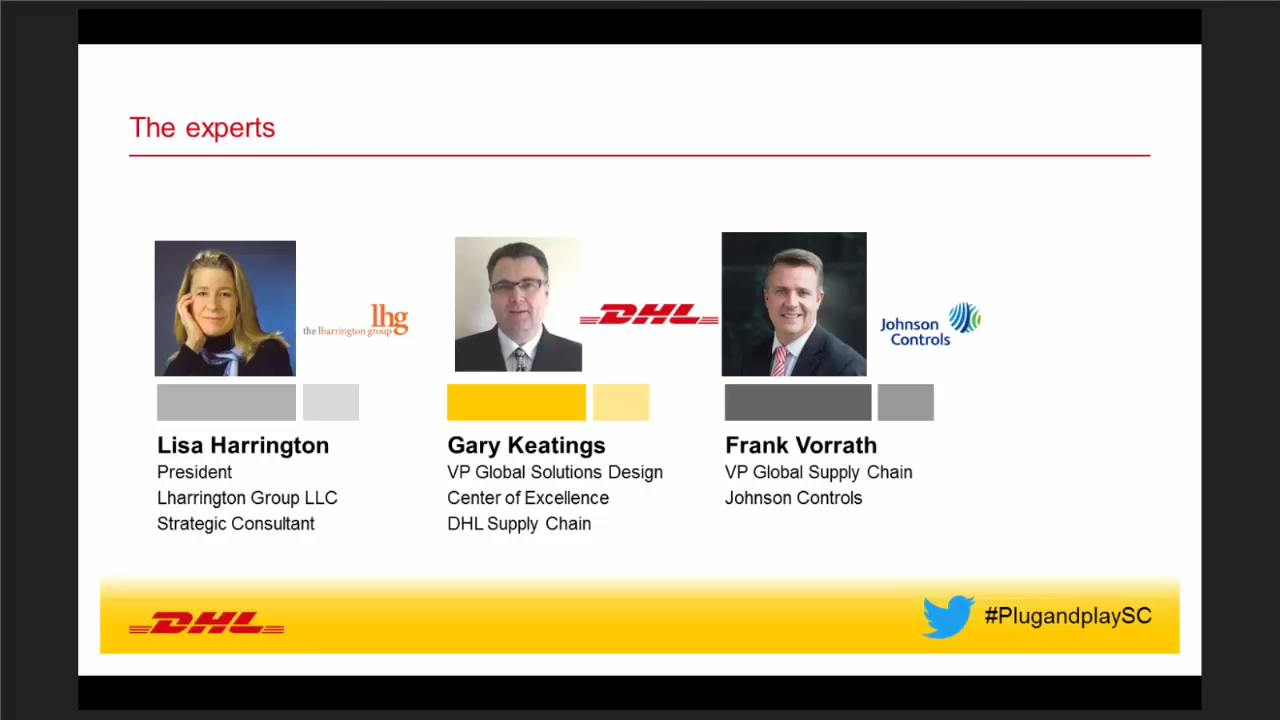 The experts
lhg
the lharrington group
DHL
Johnson
Controls
Lisa Harrington
President
Lharrington Group LLC
Strategic Consultant
Gary Keatings
VP Global Solutions Design
Center of Excellence
DHL Supply Chain
Frank Vorrath
VP Global Supply Chain
Johnson Controls
DHL
#PlugandplaySC